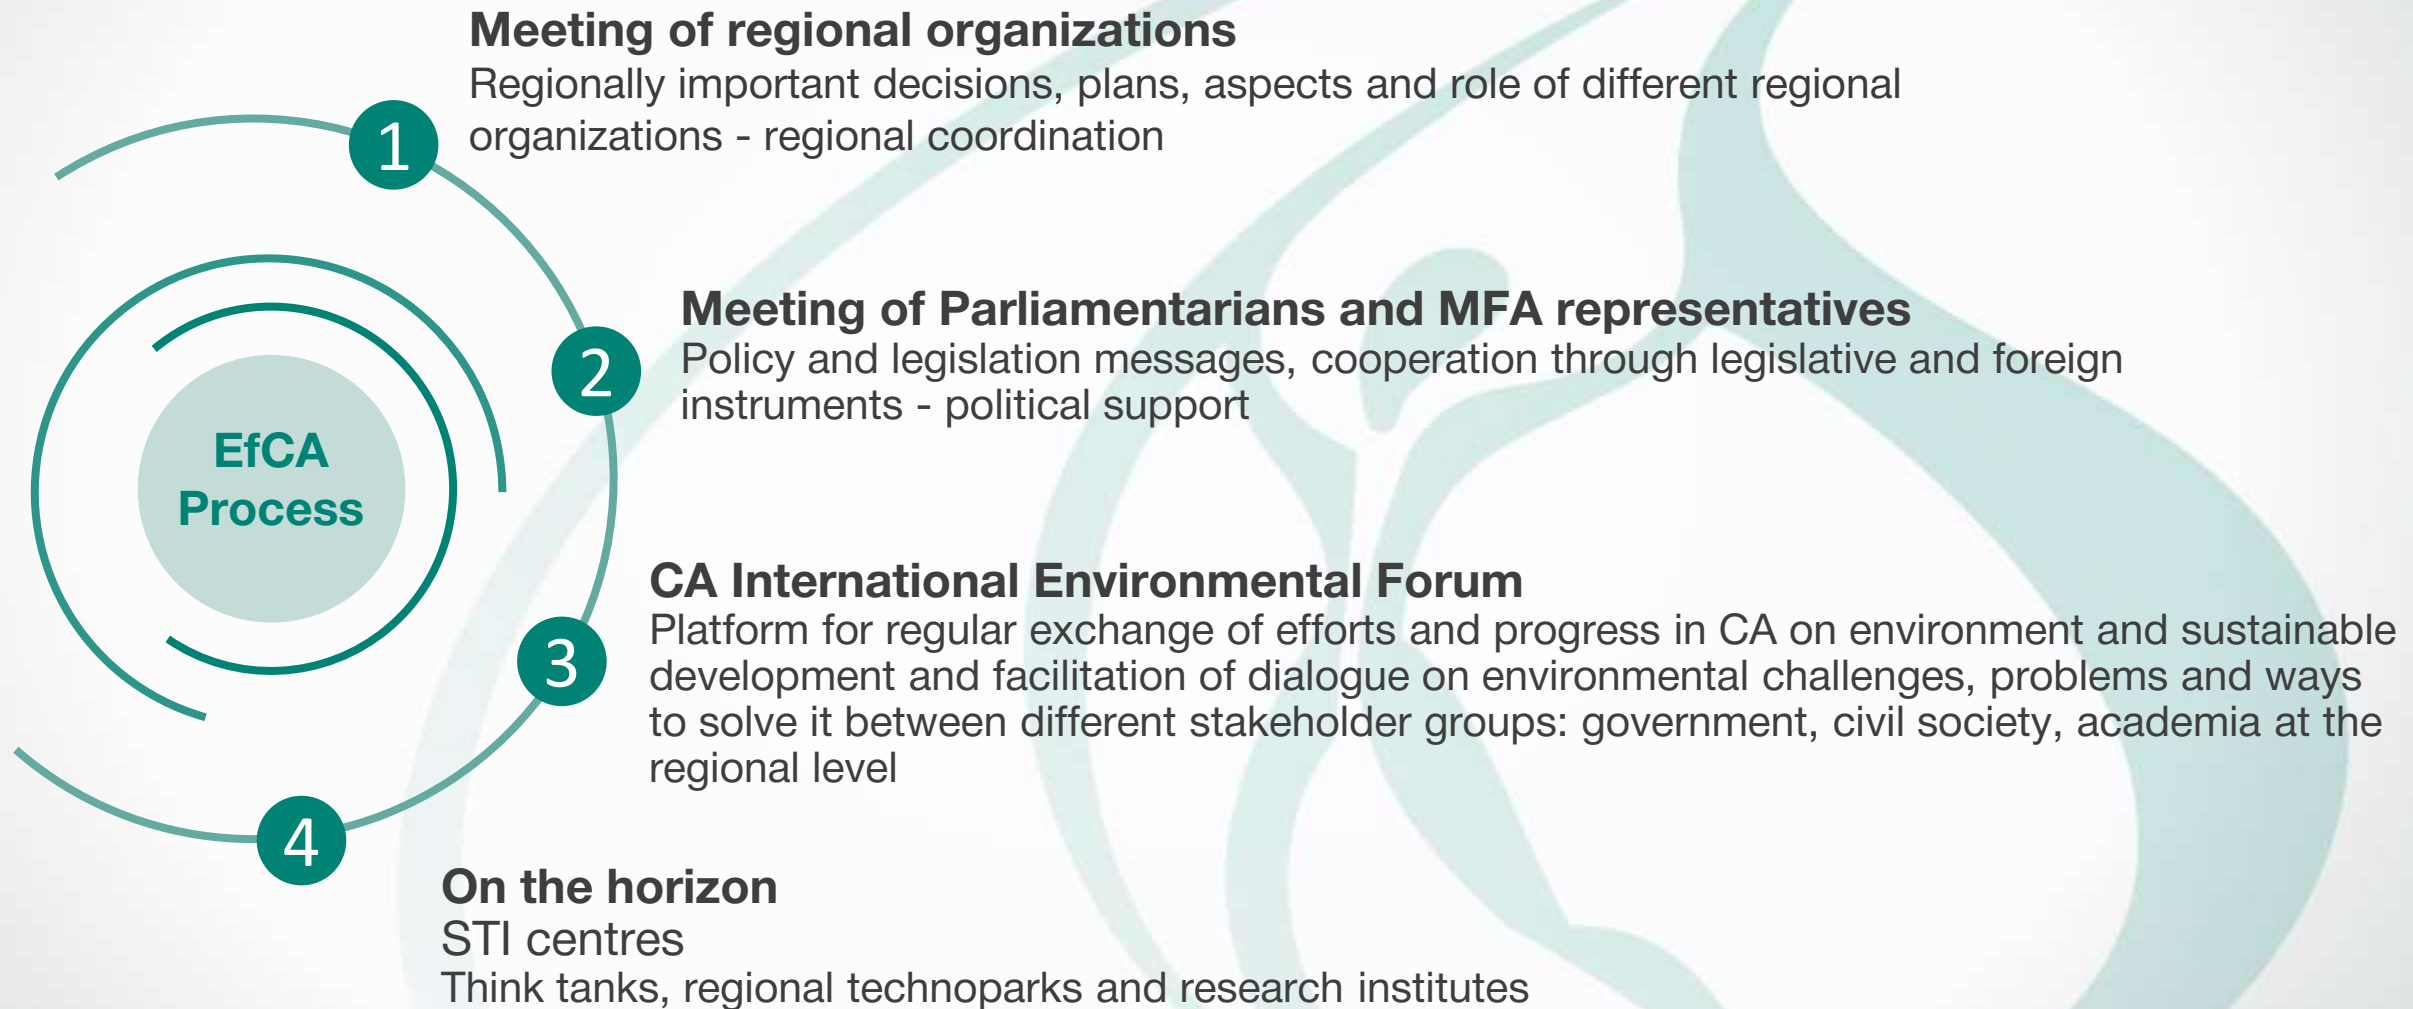 Meeting of regional organizations
Regionally important decisions, plans, aspects and role of different regional
organizations - regional coordination
1
Meeting of Parliamentarians and MFA representatives
Policy and legislation messages, cooperation through legislative and foreign
instruments - political support
2
EfCA
Process
CA International Environmental Forum
Platform for regular exchange of efforts and progress in CA on environment and sustainable
development and facilitation of dialogue on environmental challenges, problems and ways
to solve it between different stakeholder groups: government, civil society, academia at the
regional level
3
4
On the horizon
STI centres
Think tanks, regional technoparks and research institutes